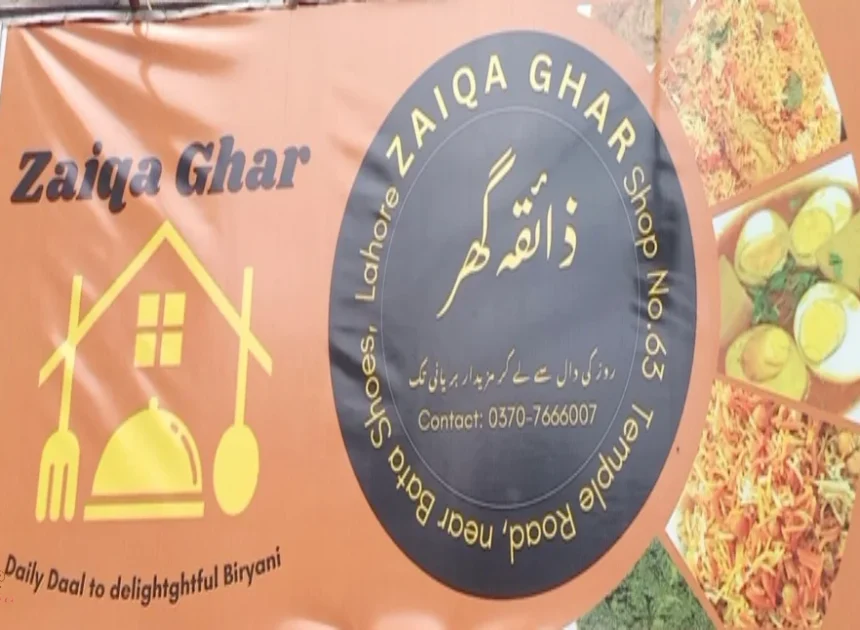 Zaiqa Ghar
Daily Daal to delightghtful Biryani
ZAIQA GHAR
Shop No.63 Temple Road, near Bata Shoes, Lahore
ذائقہ گھر
روز کی دال سے لے کر مزیدار بریانی تک
Contact: 0370-7666007